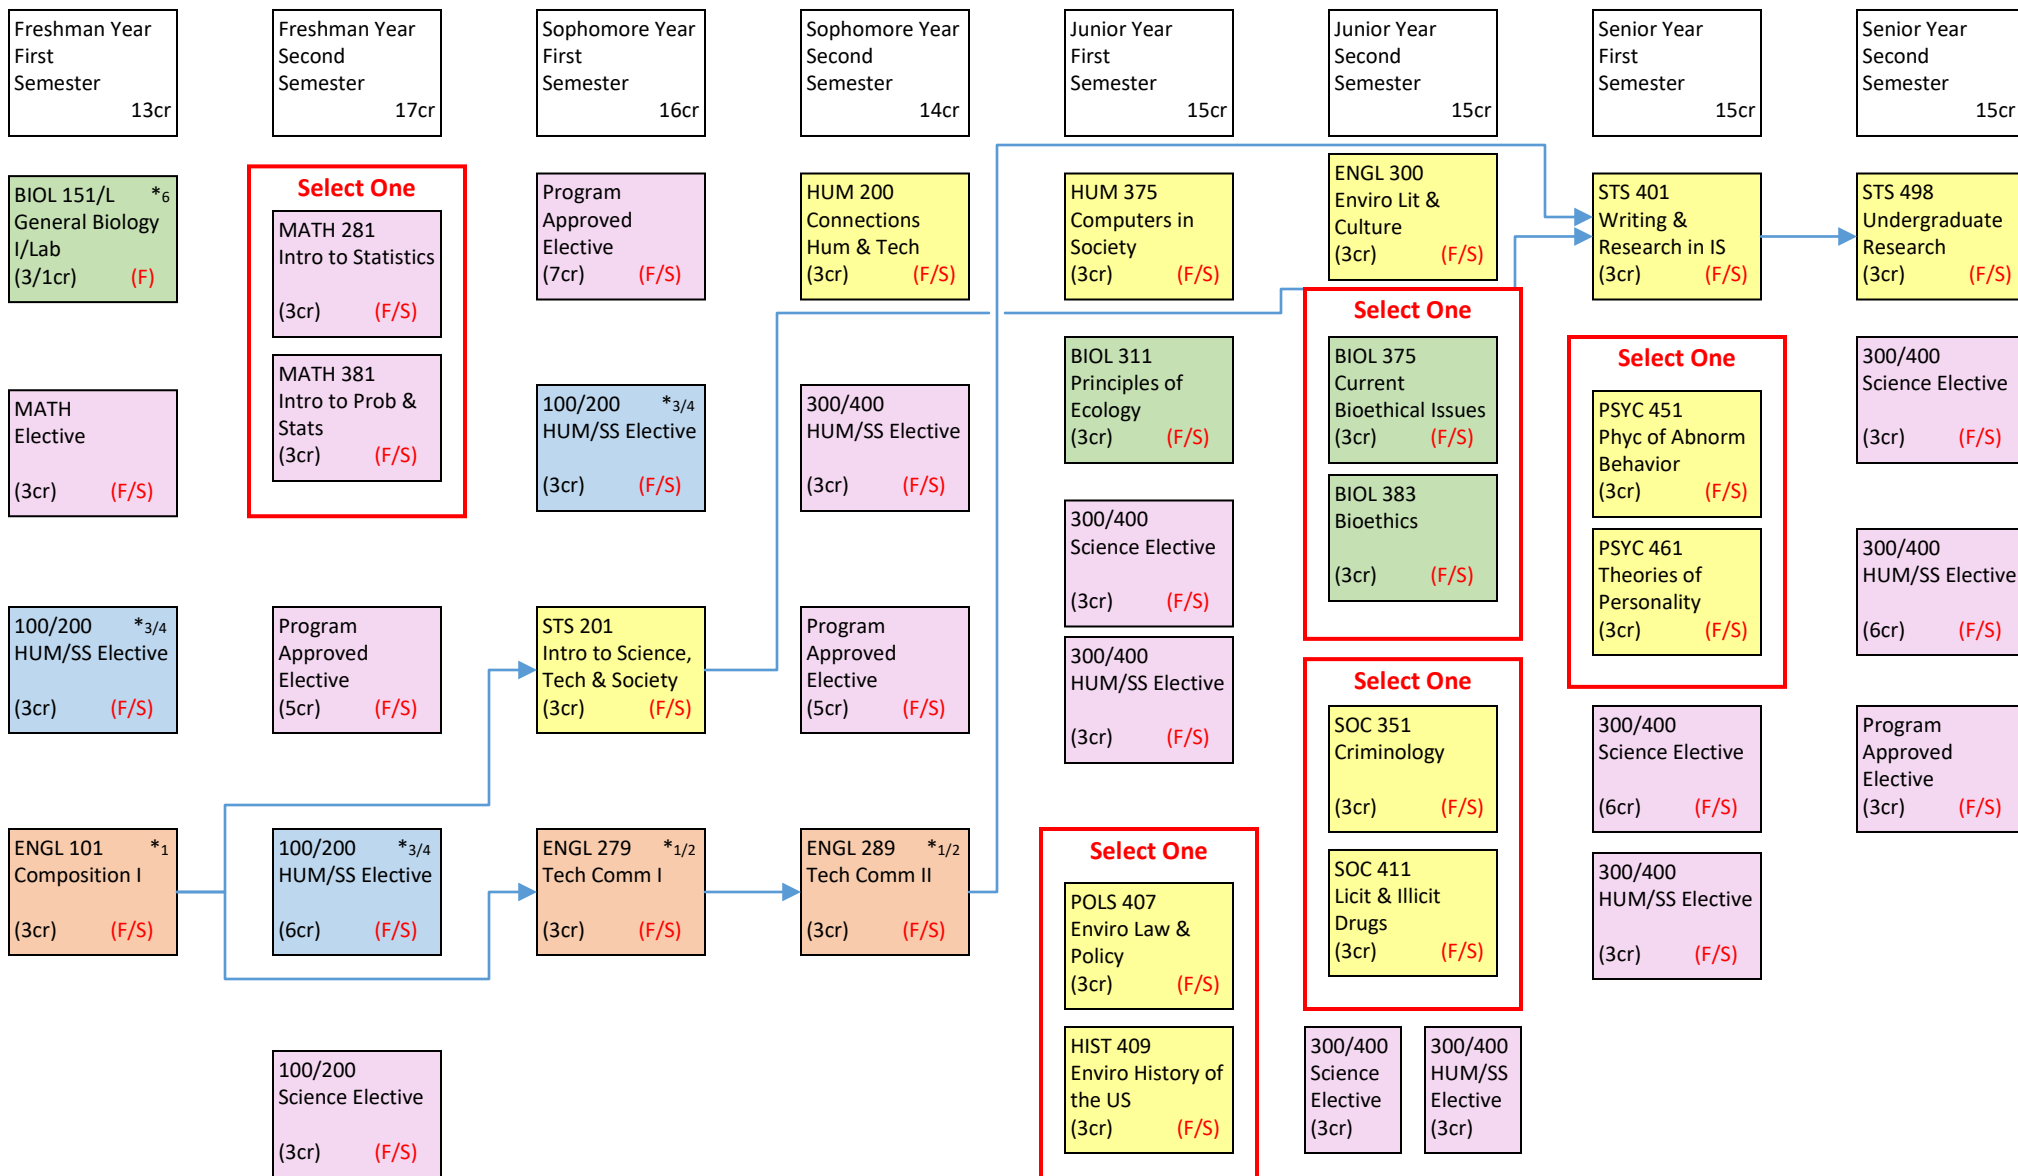 Freshman Year
First
Semester
13cr
Freshman Year
Second
Semester
17cr
Sophomore Year
First
Semester
16cr
Sophomore Year
Second
Semester
14cr
Junior Year
First
Semester
15cr
Junior Year
Second
Semester
15cr
Senior Year
First
Semester
15cr
Senior Year
Second
Semester
15cr
BIOL 151/L *6
General Biology
I/Lab
(3/1cr) (F)
MATH
Elective
(3cr) (F/S)
100/200 *3/4
HUM/SS Elective
(3cr) (F/S)
ENGL 101 *1
Composition I
(3cr) (F/S)
Select One
MATH 281
Intro to Statistics
(3cr) (F/S)
MATH 381
Intro to Prob &
Stats
(3cr) (F/S)
Program
Approved
Elective
(5cr) (F/S)
100/200 *3/4
HUM/SS Elective
(6cr) (F/S)
100/200
Science Elective
(3cr) (F/S)
Program
Approved
Elective
(7cr) (F/S)
100/200 *3/4
HUM/SS Elective
(3cr) (F/S)
STS 201
Intro to Science,
Tech & Society
(3cr) (F/S)
ENGL 279 *1/2
Tech Comm I
(3cr) (F/S)
HUM 200
Connections
Hum & Tech
(3cr) (F/S)
300/400
HUM/SS Elective
(3cr) (F/S)
Program
Approved
Elective
(5cr) (F/S)
ENGL 289 *1/2
Tech Comm II
(3cr) (F/S)
HUM 375
Computers in
Society
(3cr) (F/S)
BIOL 311
Principles of
Ecology
(3cr) (F/S)
300/400
Science Elective
(3cr) (F/S)
300/400
HUM/SS Elective
(3cr) (F/S)
Select One
POLS 407
Enviro Law &
Policy
(3cr) (F/S)
HIST 409
Enviro History of
the US
(3cr) (F/S)
ENGL 300
Enviro Lit &
Culture
(3cr) (F/S)
Select One
BIOL 375
Current
Bioethical Issues
(3cr) (F/S)
BIOL 383
Bioethics
(3cr) (F/S)
Select One
SOC 351
Criminology
(3cr) (F/S)
SOC 411
Licit & Illicit
Drugs
(3cr) (F/S)
300/400
Science
Elective
(3cr)
300/400
HUM/SS
Elective
(3cr)
STS 401
Writing &
Research in IS
(3cr) (F/S)
Select One
PSYC 451
Phyc of Abnorm
Behavior
(3cr) (F/S)
PSYC 461
Theories of
Personality
(3cr) (F/S)
300/400
Science Elective
(6cr) (F/S)
300/400
HUM/SS Elective
(3cr) (F/S)
STS 498
Undergraduate
Research
(3cr) (F/S)
300/400
Science Elective
(3cr) (F/S)
300/400
HUM/SS Elective
(6cr) (F/S)
Program
Approved
Elective
(3cr) (F/S)